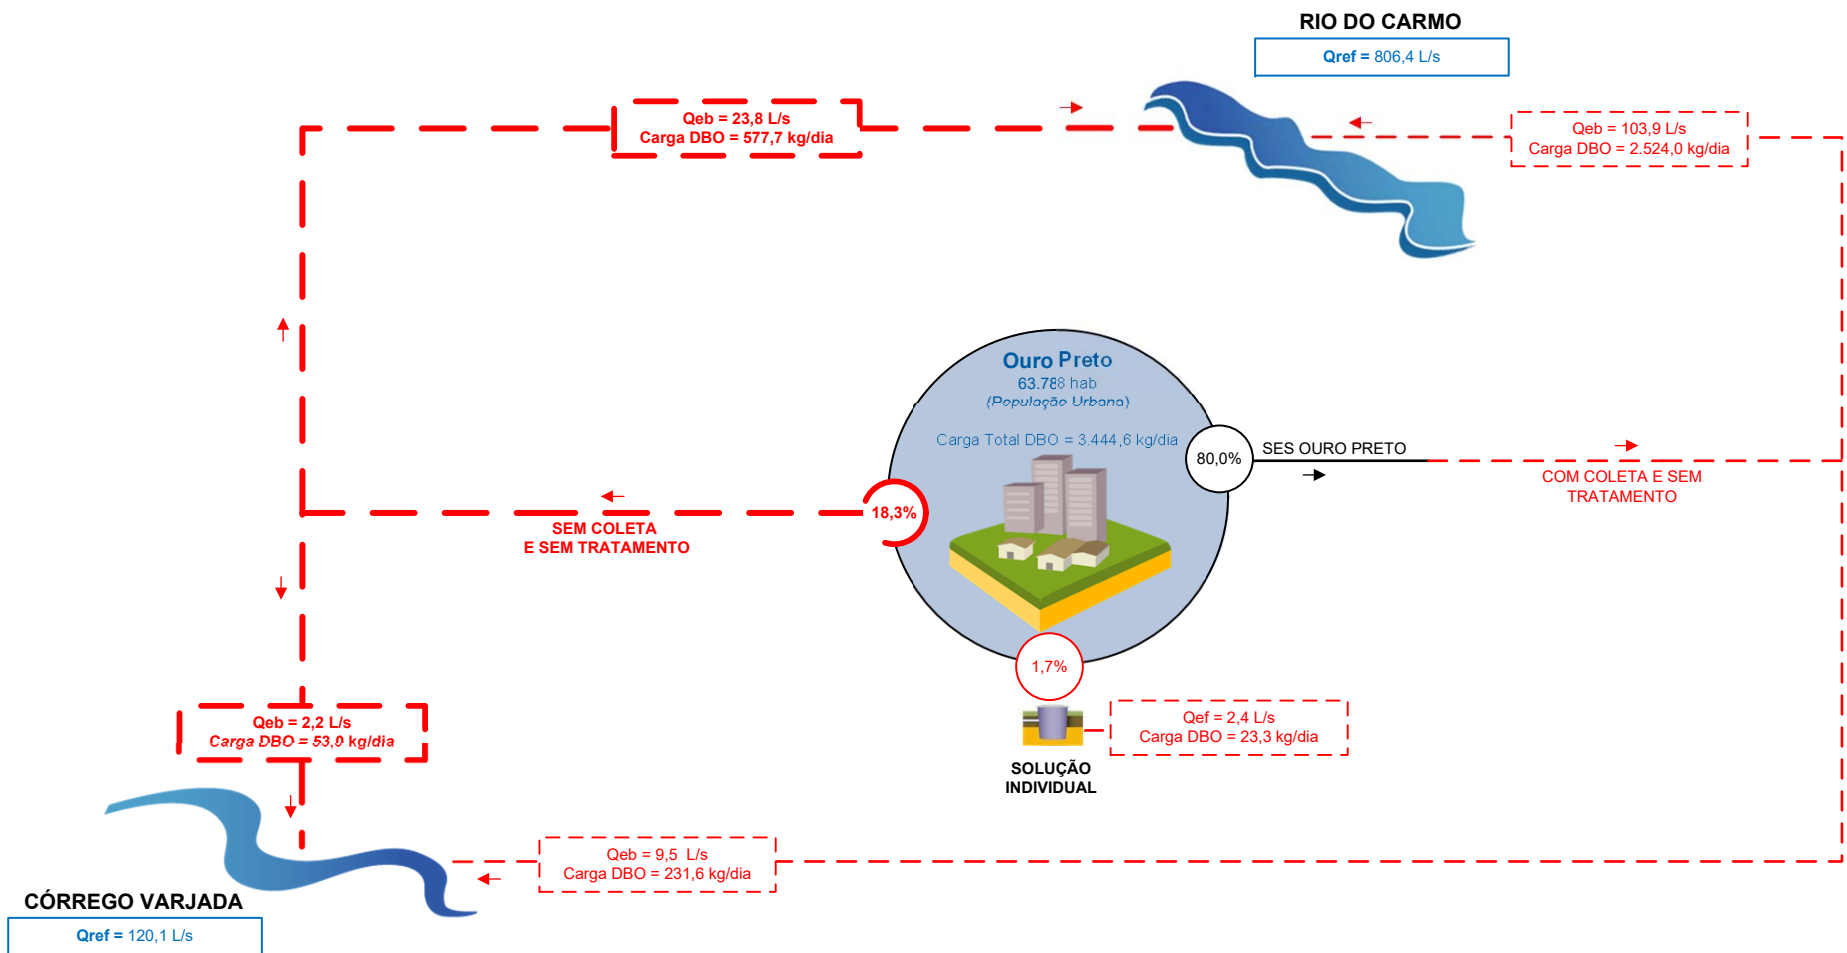 RIO DO CARMO
Qref = 806,4 L/s
Qeb = 23,8 L/s
Carga DBO = 577,7 kg/dia
Qeb = 103,9 L/s
Carga DBO = 2.524,0 kg/dia
Ouro Preto
63.788 hab
(População Urbana)
Carga Total DBO = 3.444,6 kg/dia
80,0%
SES OURO PRETO
COM COLETA E SEM
TRATAMENTO
18,3%
SEM COLETA
E SEM TRATAMENTO
1,7%
Qef = 2,4 L/s
Carga DBO = 23,3 kg/dia
SOLUÇÃO
INDIVIDUAL
Qeb = 2,2 L/s
Carga DBO = 53,0 kg/dia
Qeb = 9,5 L/s
Carga DBO = 231,6 kg/dia
CÓRREGO VARJADA
Qref = 120,1 L/s